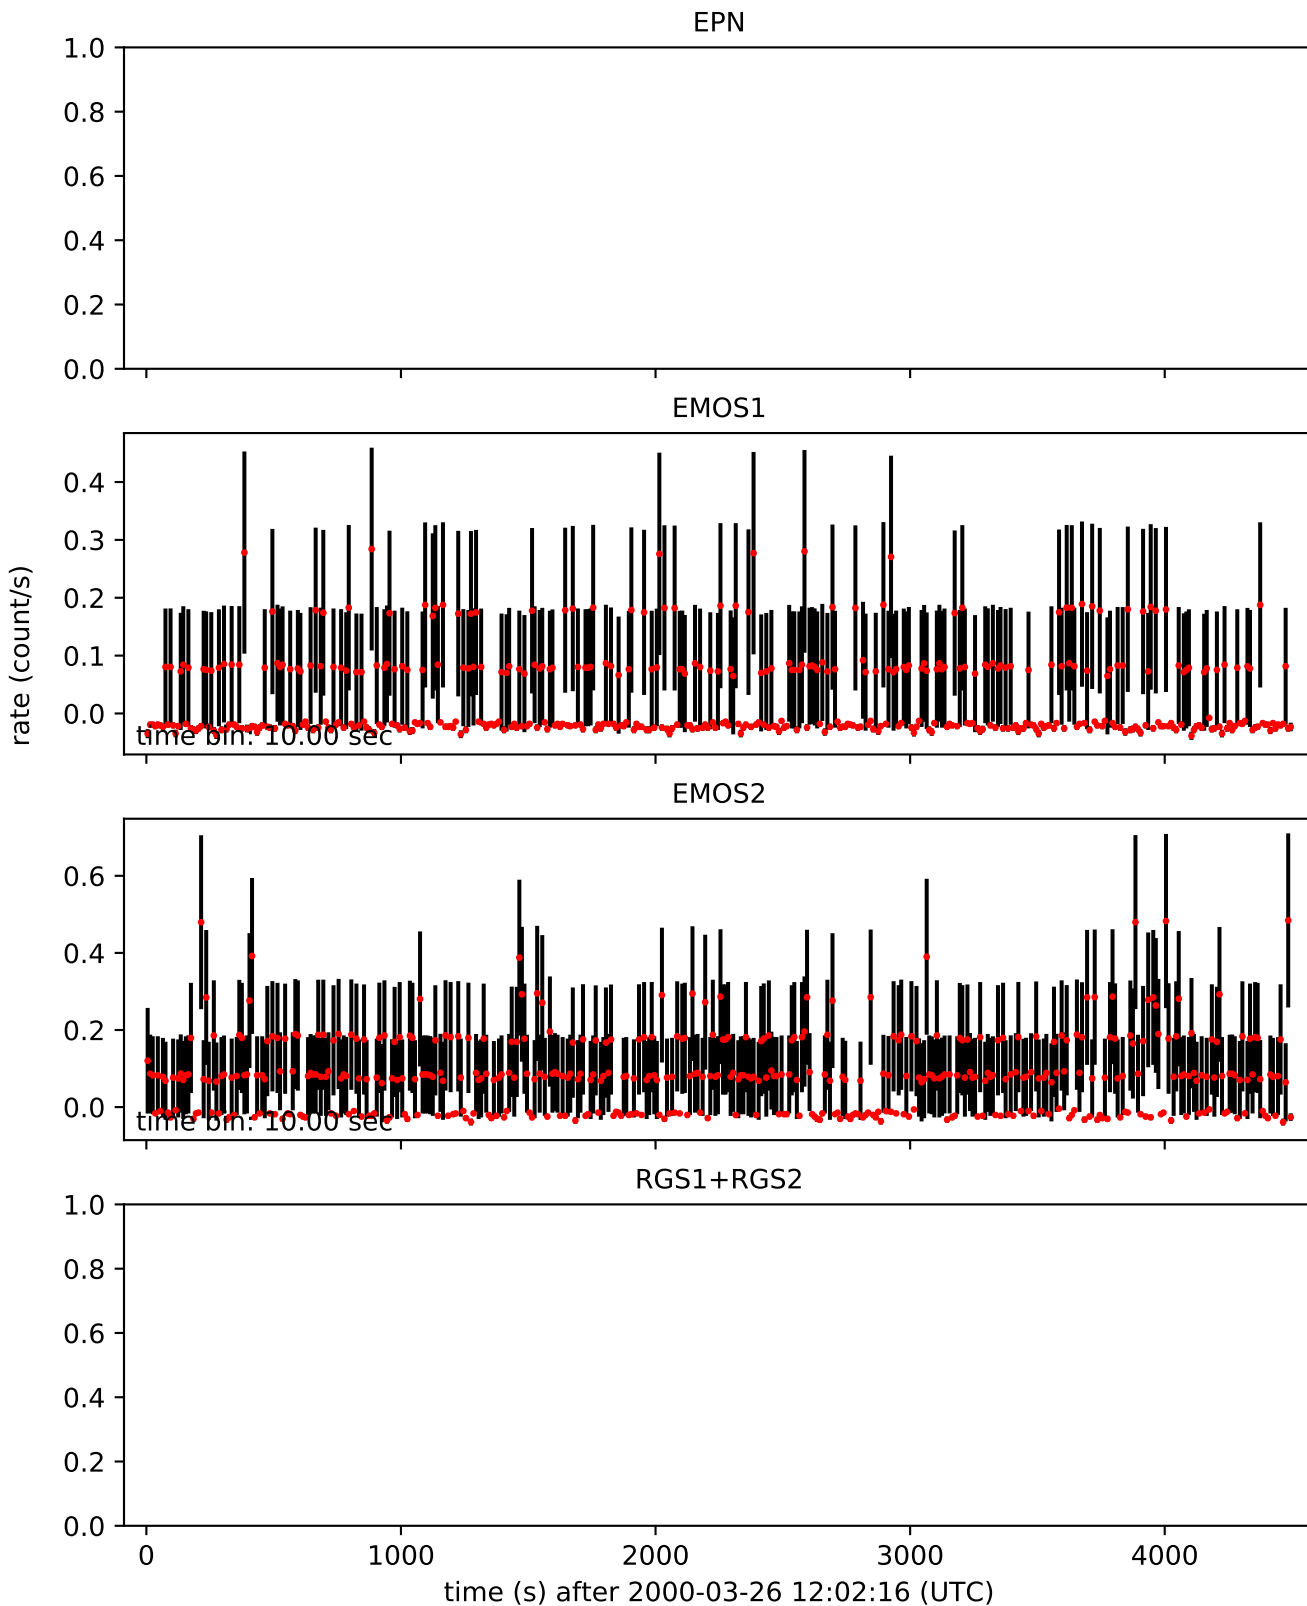 EPN
1.0
0.8
0.6
0.4
0.2
0.0
EMOS1
0.4
0.3
0.2
0.1
0.0
rate (count/s)
time bin: 10.00 sec
EMOS2
0.6
0.4
0.2
0.0
time bin: 10.00 sec
RGS1+RGS2
1.0
0.8
0.6
0.4
0.2
0.0
0 1000 2000 3000 4000
time (s) after 2000-03-26 12:02:16 (UTC)